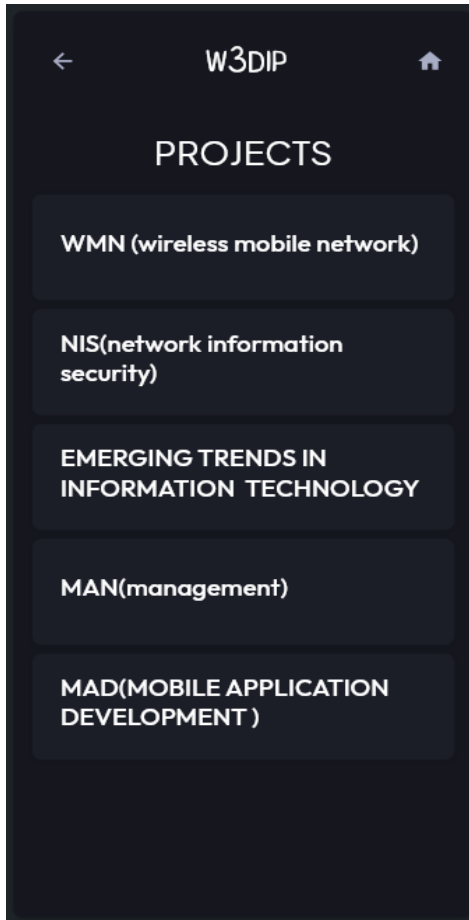 W3DIP
PROJECTS
WMN (wireless mobile network)
NIS(network information
security)
EMERGING TRENDS IN
INFORMATION TECHNOLOGY
MAN(management)
MAD(MOBILE APPLICATION
DEVELOPMENT )